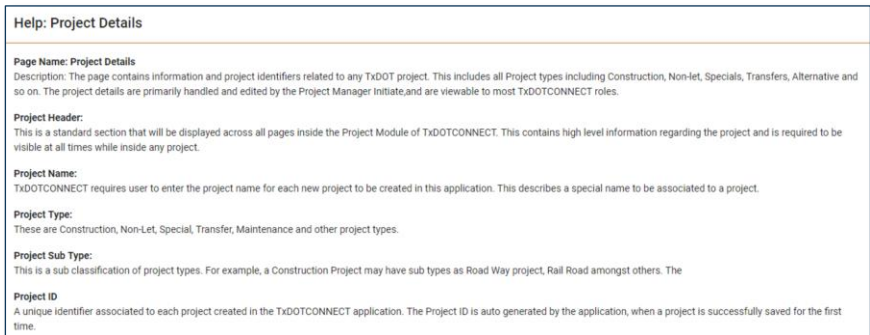 Help: Project Details
Page Name: Project Details
Description: The page contains information and project identifiers related to any TxDOT project. This includes all Project types including Construction, Non-let, Specials, Transfers, Alternative and
so on. The project details are primarily handled and edited by the Project Manager Initiate,and are viewable to most TxDOTCONNECT roles.
Project Header:
This is a standard section that will be displayed across all pages inside the Project Module of TxDOTCONNECT. This contains high level information regarding the project and is required to be
visible at all times while inside any project.
Project Name:
TxDOTCONNECT requires user to enter the project name for each new project to be created in this application. This describes a special name to be associated to a project.
Project Type:
These are Construction, Non-Let, Special, Transfer, Maintenance and other project types.
Project Sub Type:
This is a sub classification of project types. For example, a Construction Project may have sub types as Road Way project, Rail Road amongst others. The
Project ID
A unique identifier associated to each project created in the TxDOTCONNECT application. The Project ID is auto generated by the application, when a project is successfully saved for the first
time.